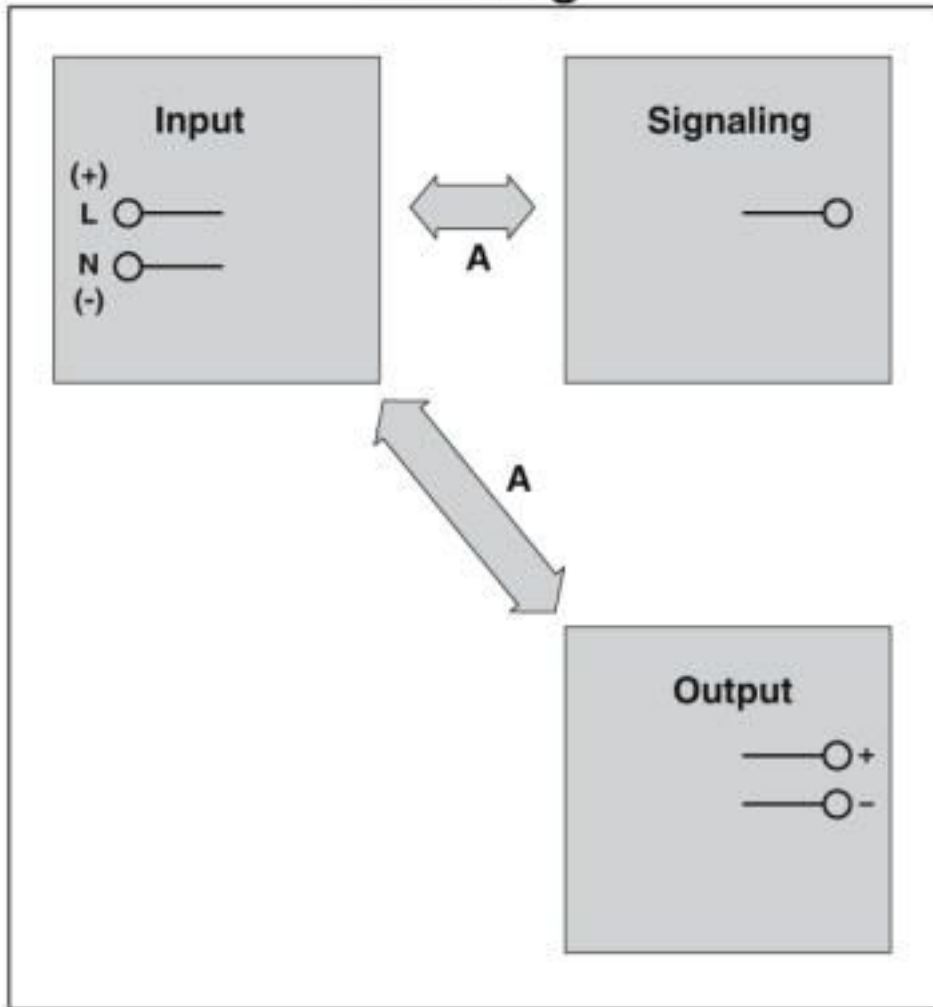 Input
(+)
L
N
(-)
A
Signaling
A
Output
+
–